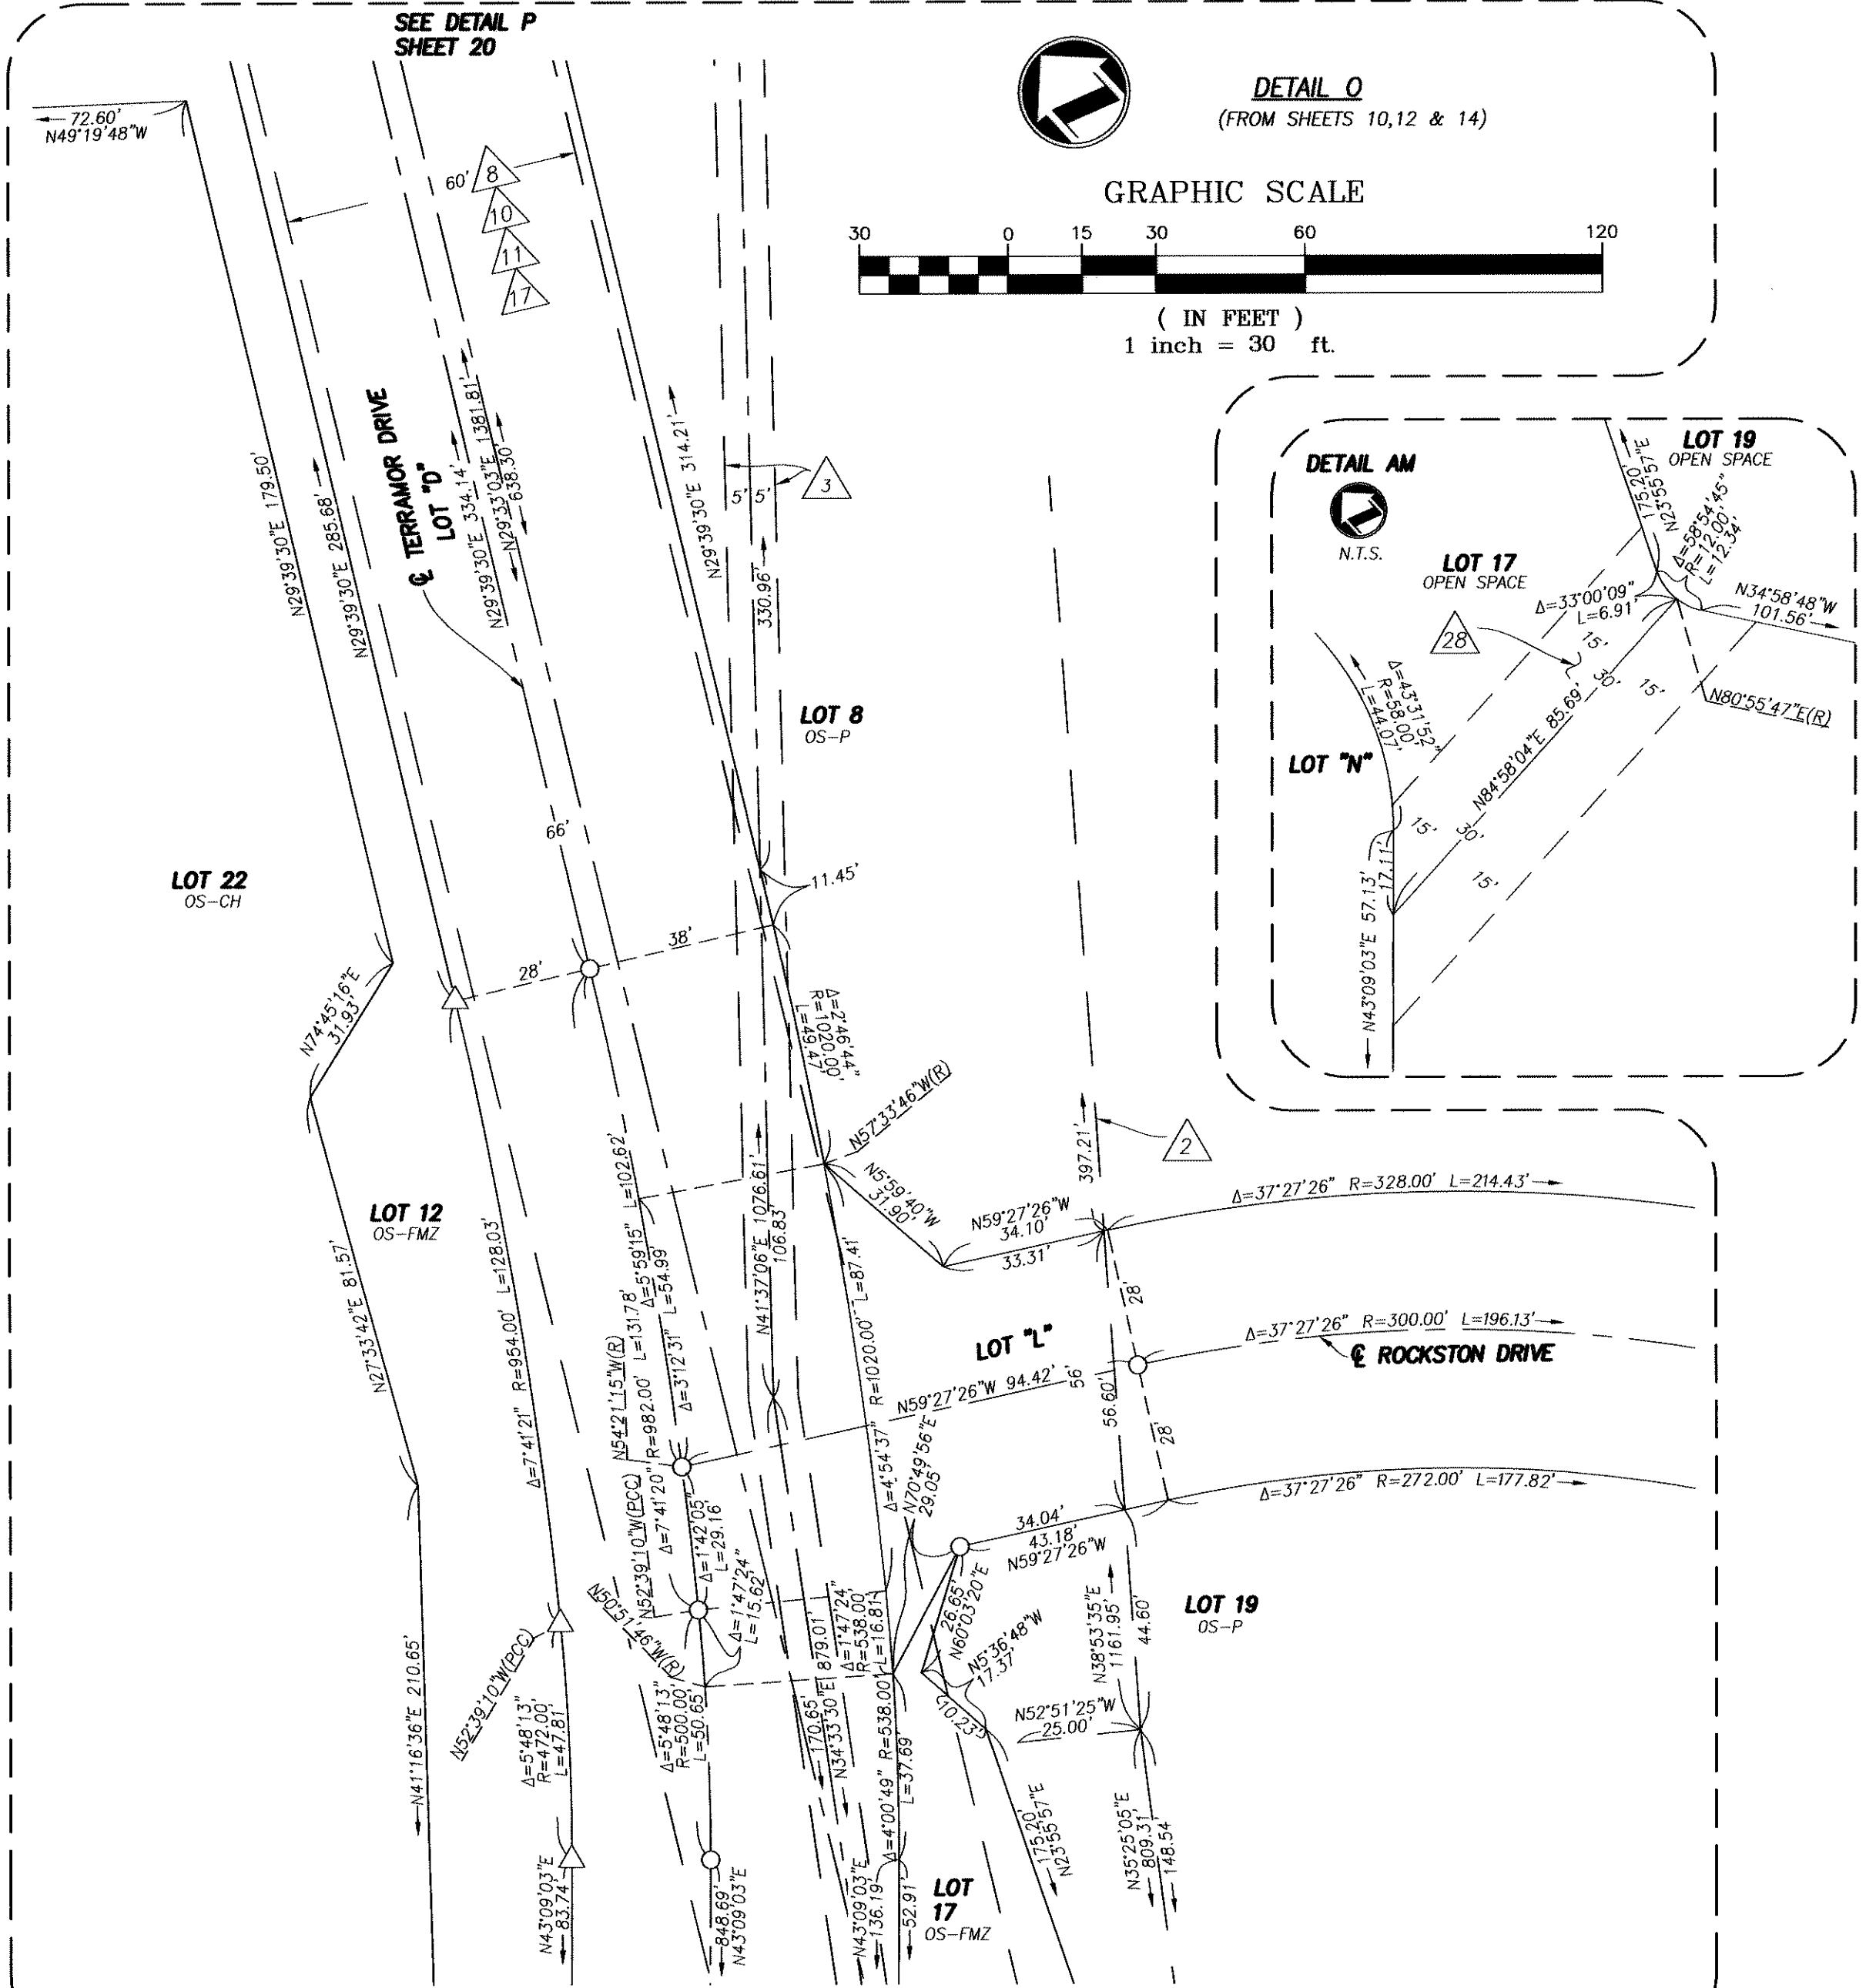 SEE DETAIL P
SHEET 20
DETAIL O
(FROM SHEETS 10,12 & 14)
GRAPHIC SCALE
30 0 15 30 60 120
( IN FEET )
1 inch = 30 ft.
72.60'
N49°19'48"W
60'
8
10
11
17
N29°39'30"E 179.50'
N29°39'30"E 285.68'
℄ TERRAMOR DRIVE
LOT "D"
N29°39'30"E 334.14'
N29°33'03"E 1381.81'
638.30'
N29°39'30"E 314.21'
5' 5'
3
330.96'
LOT 8
OS-P
66'
11.45'
LOT 22
OS-CH
28'
38'
N74°45'16"E
31.93'
Δ=2°46'44"
R=1020.00'
L=49.47'
N57°33'46"W(R)
N5°59'40"W
31.90'
N59°27'26"W
34.10'
33.31'
397.21'
2
Δ=37°27'26" R=328.00' L=214.43'
LOT 12
OS-FMZ
N27°33'42"E 81.57'
Δ=7°41'21" R=954.00' L=128.03'
Δ=5°59'15" L=102.62'
Δ=3°12'31" L=54.99'
Δ=7°41'20" R=982.00' L=131.78'
N54°21'15"W(R)
N52°39'10"W(PCC)
N41°37'06"E 1076.61'
106.83'
Δ=4°54'37" R=1020.00' L=87.41'
LOT "L"
N59°27'26"W 94.42'
56'
56.60'
28'
28'
Δ=37°27'26" R=300.00' L=196.13'
℄ ROCKSTON DRIVE
Δ=37°27'26" R=272.00' L=177.82'
N70°49'56"E
29.05'
34.04'
43.18'
N59°27'26"W
Δ=1°42'05"
L=29.16'
Δ=1°47'24"
L=15.62'
N50°51'46"W(R)
Δ=1°47'24"
R=538.00'
L=16.81'
26.65'
N60°03'20"E
N5°36'48"W
17.37'
10.23'
N52°51'25"W
25.00'
N38°53'35"E
1161.95'
44.60'
LOT 19
OS-P
N41°16'36"E 210.65'
N52°39'10"W(PCC)
Δ=5°48'13"
R=472.00'
L=47.81'
Δ=5°48'13"
R=500.00'
L=50.65'
170.65'
N34°33'30"E 879.01'
Δ=4°00'49" R=538.00'
L=37.69'
175.20'
N23°55'57"E
N35°25'05"E
809.31'
148.54'
N43°09'03"E
83.74'
848.69'
N43°09'03"E
N43°09'03"E
136.19'
52.91'
LOT
17
OS-FMZ
DETAIL AM
N.T.S.
LOT 19
OPEN SPACE
175.20'
N23°55'57"E
Δ=58°54'45"
R=12.00'
L=12.34'
LOT 17
OPEN SPACE
Δ=33°00'09"
L=6.91'
N34°58'48"W
101.56'
28
15'
30'
15'
N80°55'47"E(R)
Δ=43°31'52"
R=58.00'
L=44.07'
LOT "N"
N84°58'04"E 85.69'
15'
30'
15'
N43°09'03"E 57.13'
17.11'